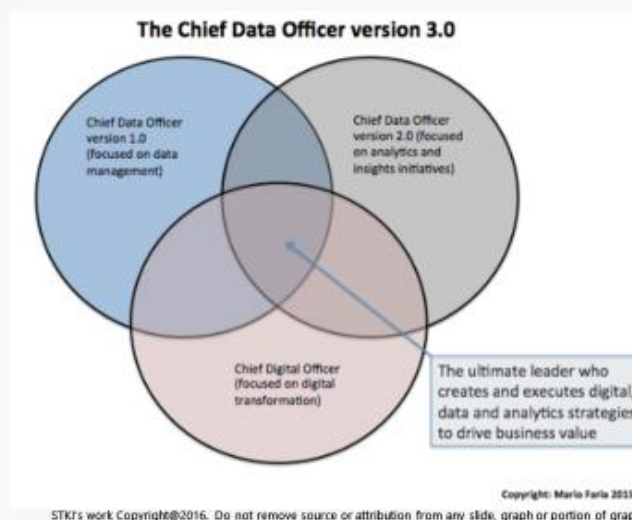 The Chief Data Officer version 3.0
Chief Data Officer
version 1.0
(focused on data
management)
Chief Data Officer
version 2.0 (focused
on analytics and
insights initiatives)
Chief Digital Officer
(focused on digital
transformation)
The ultimate leader who
creates and executes digital,
data and analytics strategies
to drive business value
Copyright: Mario Faria
STKI's work Copyright@2016. Do not remove source or attribution from any slide, graph or portion of